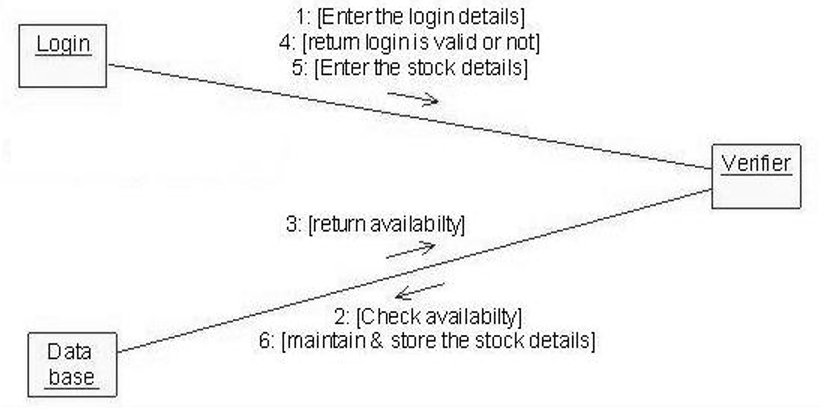 1: [Enter the login details]
4: [return login is valid or not]
5: [Enter the stock details]
Login
Verifier
3: [return availabilty]
2: [Check availabilty]
6: [maintain & store the stock details]
Data
base